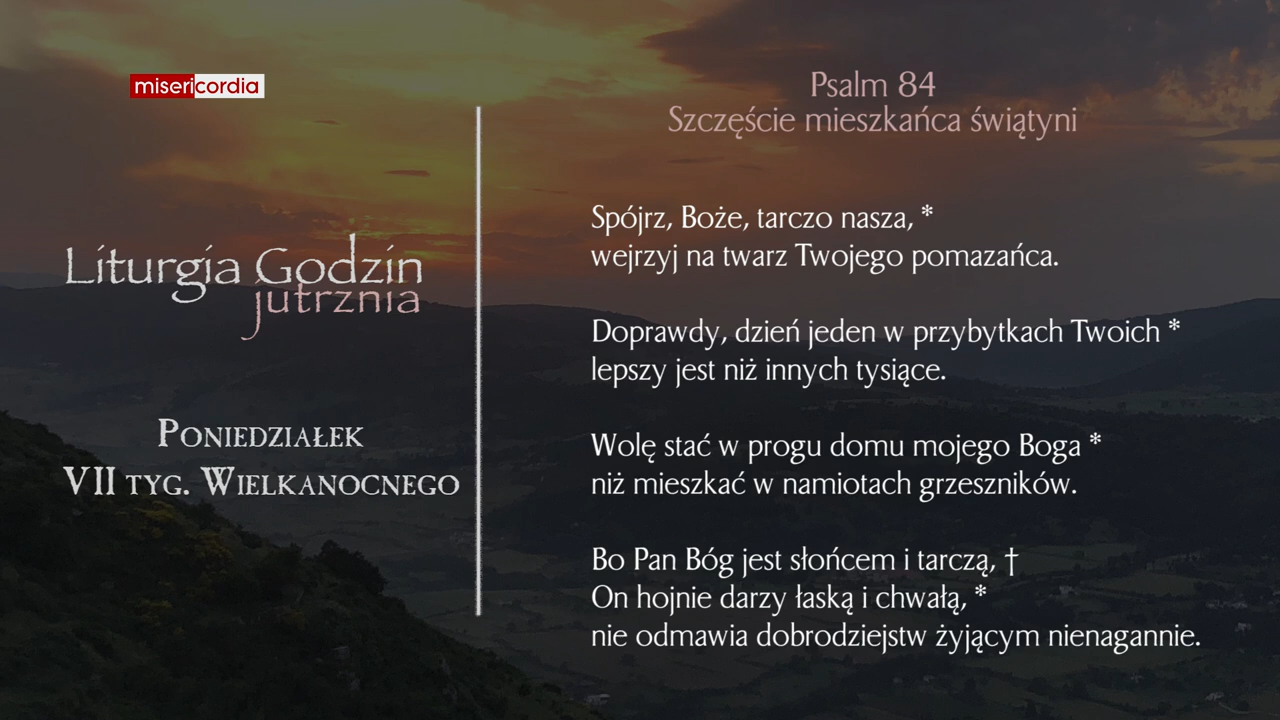 misericordia
Liturgia Godzin
jutrznia
Poniedziałek
VII tyg. Wielkanocnego
Psalm 84
Szczęście mieszkańca świątyni
Spójrz, Boże, tarczo nasza, *
wejrzyj na twarz Twojego pomazańca.
Doprawdy, dzień jeden w przybytkach Twoich *
lepszy jest niż innych tysiące.
Wolę stać w progu domu mojego Boga *
niż mieszkać w namiotach grzeszników.
Bo Pan Bóg jest słońcem i tarczą, †
On hojnie darzy łaską i chwałą, *
nie odmawia dobrodziejstw żyjącym nienagannie.